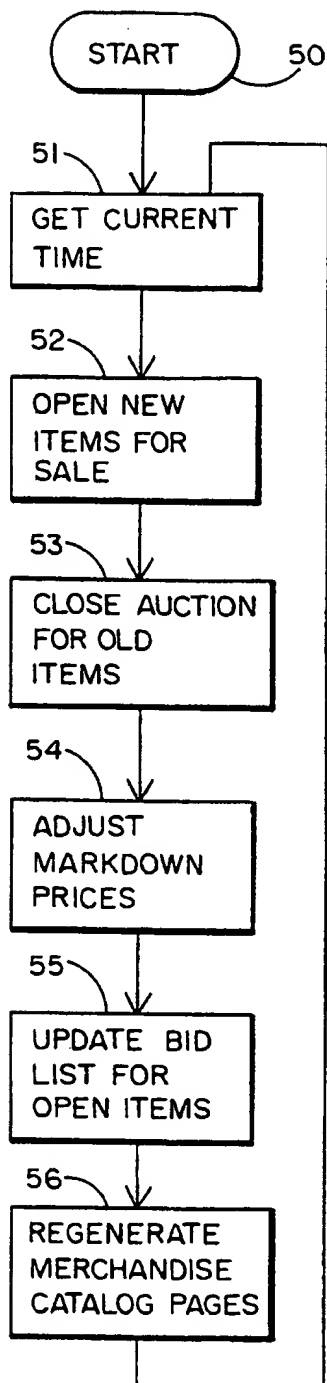 START
50
51
GET CURRENT
TIME
52
OPEN NEW
ITEMS FOR
SALE
53
CLOSE AUCTION
FOR OLD
ITEMS
54
ADJUST
MARKDOWN
PRICES
55
UPDATE BID
LIST FOR
OPEN ITEMS
56
REGENERATE
MERCHANDISE
CATALOG PAGES